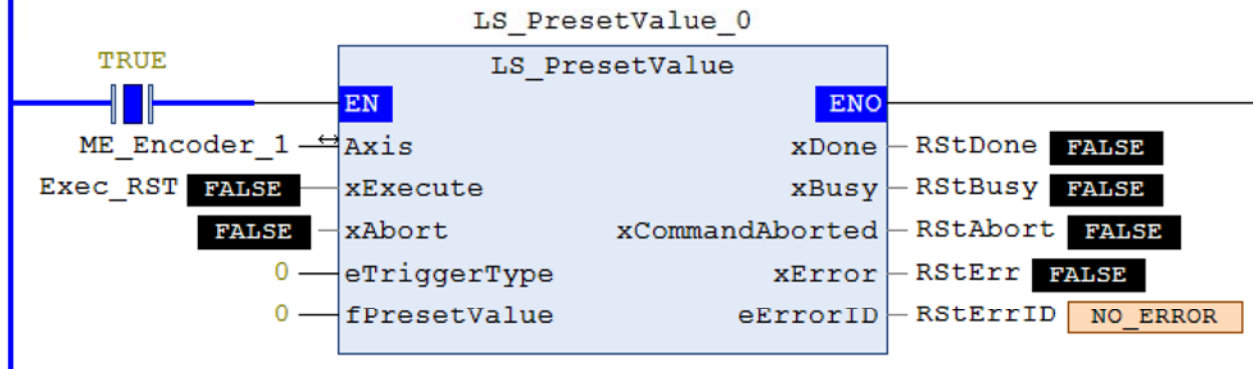 LS_PresetValue_0
TRUE LS_PresetValue
EN ENO
ME_Encoder_1 Axis xDone RStDone FALSE
Exec_RST FALSE xExecute xBusy RStBusy FALSE
FALSE xAbort xCommandAborted RStAbort FALSE
0 eTriggerType xError RStErr FALSE
0 fPresetValue eErrorID RStErrID NO_ERROR